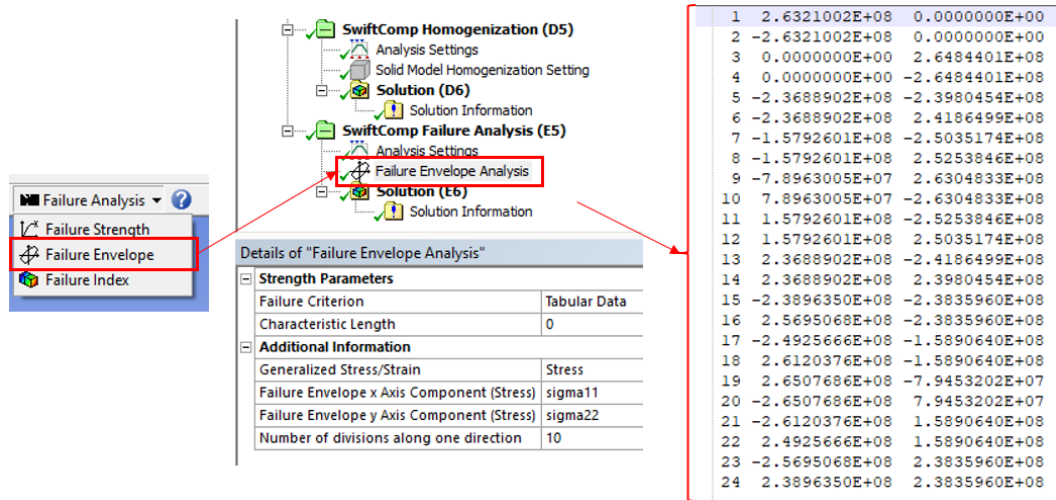 Failure Analysis
Failure Strength
Failure Envelope
Failure Index
SwiftComp Homogenization (D5)
Analysis Settings
Solid Model Homogenization Setting
Solution (D6)
Solution Information
SwiftComp Failure Analysis (E5)
Analysis Settings
Failure Envelope Analysis
Solution (E6)
Solution Information
Details of "Failure Envelope Analysis"
Strength Parameters
Failure Criterion Tabular Data
Characteristic Length 0
Additional Information
Generalized Stress/Strain Stress
Failure Envelope x Axis Component (Stress) sigma11
Failure Envelope y Axis Component (Stress) sigma22
Number of divisions along one direction 10
1 2.6321002E+08 0.0000000E+00
2 -2.6321002E+08 0.0000000E+00
3 0.0000000E+00 2.6484401E+08
4 0.0000000E+00 -2.6484401E+08
5 -2.3688902E+08 -2.3980454E+08
6 -2.3688902E+08 2.4186499E+08
7 -1.5792601E+08 -2.5035174E+08
8 -1.5792601E+08 2.5253846E+08
9 -7.8963005E+07 2.6304833E+08
10 7.8963005E+07 -2.6304833E+08
11 1.5792601E+08 -2.5253846E+08
12 1.5792601E+08 2.5035174E+08
13 2.3688902E+08 -2.4186499E+08
14 2.3688902E+08 2.3980454E+08
15 -2.3896350E+08 -2.3835960E+08
16 2.5695068E+08 -2.3835960E+08
17 -2.4925666E+08 -1.5890640E+08
18 2.6120376E+08 -1.5890640E+08
19 2.6507686E+08 -7.9453202E+07
20 -2.6507686E+08 7.9453202E+07
21 -2.6120376E+08 1.5890640E+08
22 2.4925666E+08 1.5890640E+08
23 -2.5695068E+08 2.3835960E+08
24 2.3896350E+08 2.3835960E+08